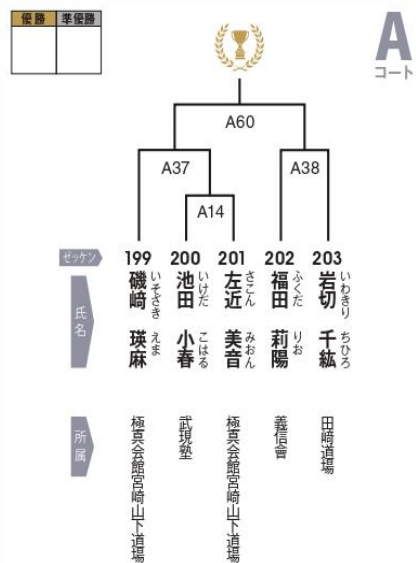 優勝 準優勝
A
コート
A60
A37
A38
A14
ゼッケン
199 200 201 202 203
氏名
磯﨑 瑛麻
いそざき えま
池田 小春
いけだ こはる
左近 美音
さこん みおん
福田 莉陽
ふくだ りお
岩切 千紘
いわきり ちひろ
所属
極真会館宮崎山下道場
武現塾
極真会館宮崎山下道場
義信會
田﨑道場